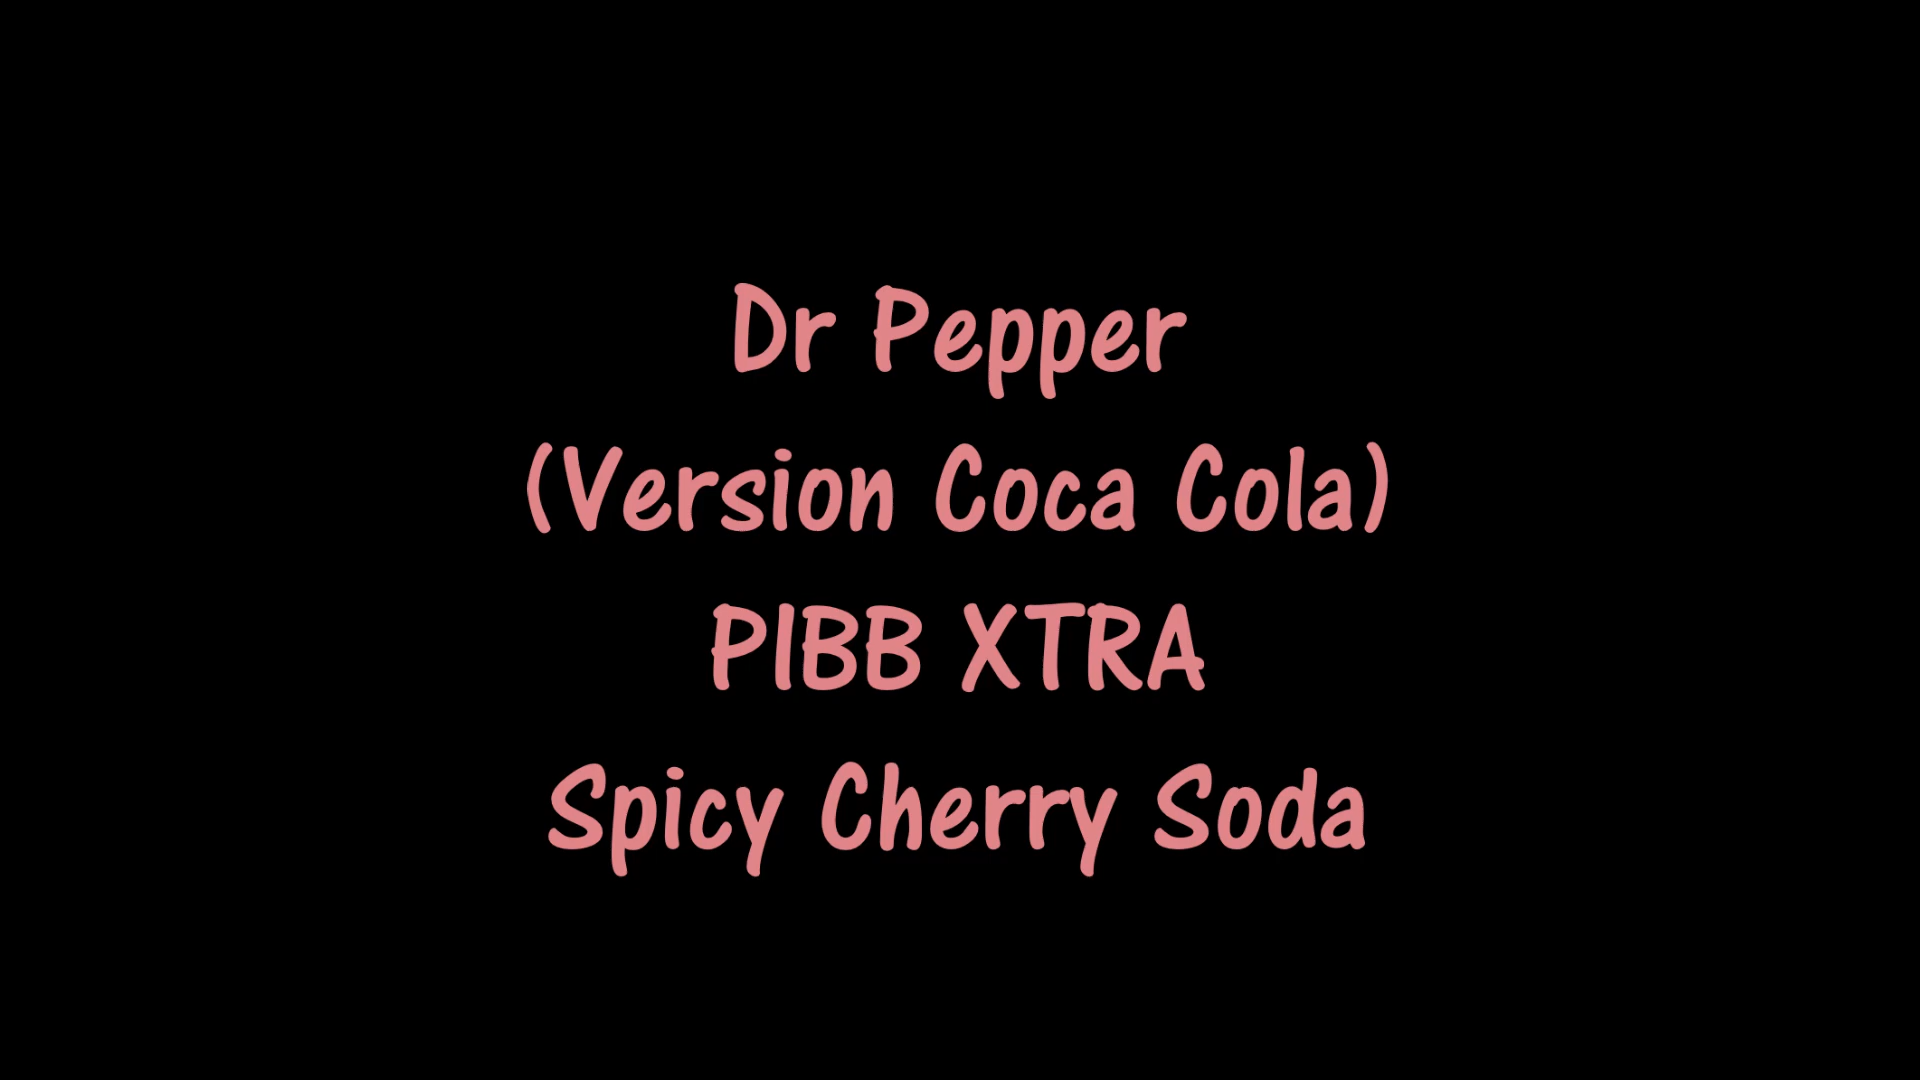 Dr Pepper
(Version Coca Cola)
PIBB XTRA
Spicy Cherry Soda